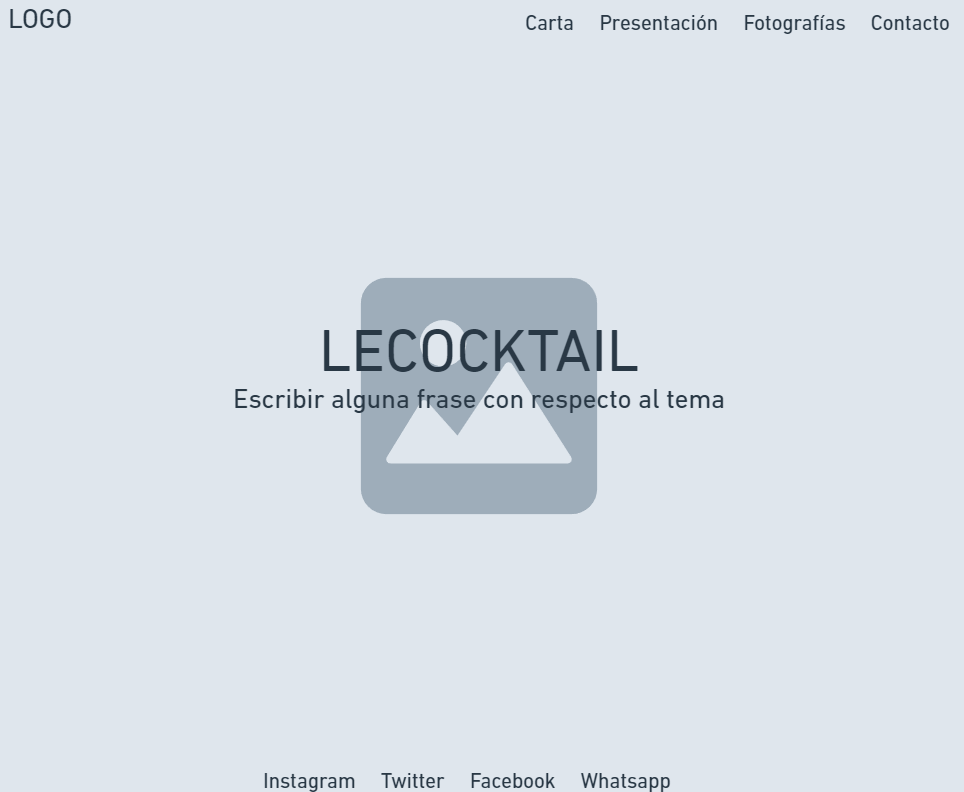 LOGO
Carta Presentación Fotografías Contacto
LECOCKTAIL
Escribir alguna frase con respecto al tema
Instagram Twitter Facebook Whatsapp